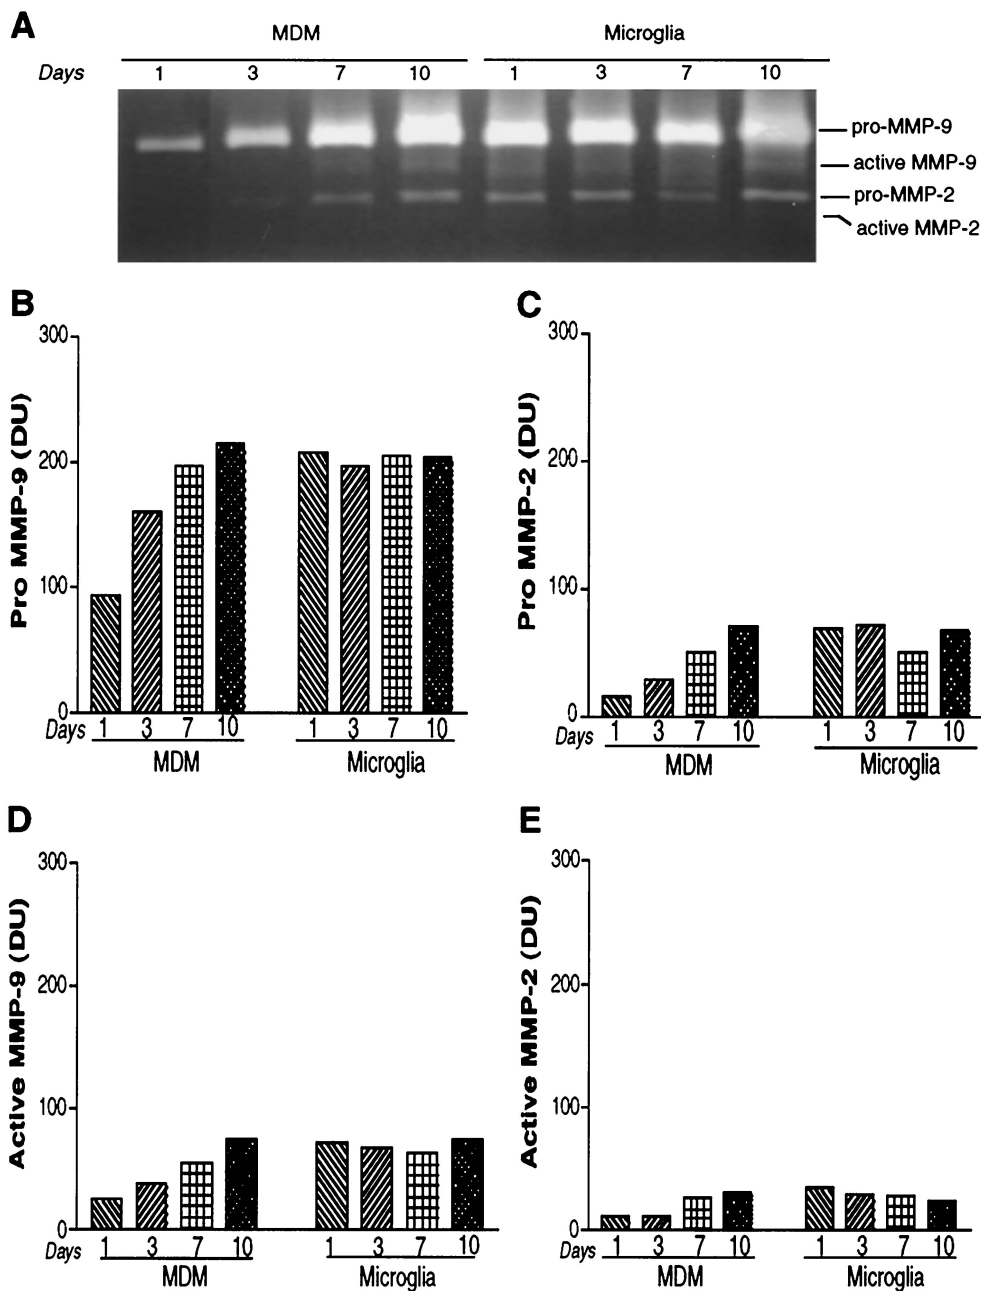 A
MDM Microglia
Days 1 3 7 10 1 3 7 10
pro-MMP-9
active MMP-9
pro-MMP-2
active MMP-2
B
Pro MMP-9 (DU)
300
200
100
0
Days 1 3 7 10 1 3 7 10
MDM Microglia
C
Pro MMP-2 (DU)
300
200
100
0
Days 1 3 7 10 1 3 7 10
MDM Microglia
D
Active MMP-9 (DU)
300
200
100
0
Days 1 3 7 10 1 3 7 10
MDM Microglia
E
Active MMP-2 (DU)
300
200
100
0
Days 1 3 7 10 1 3 7 10
MDM Microglia